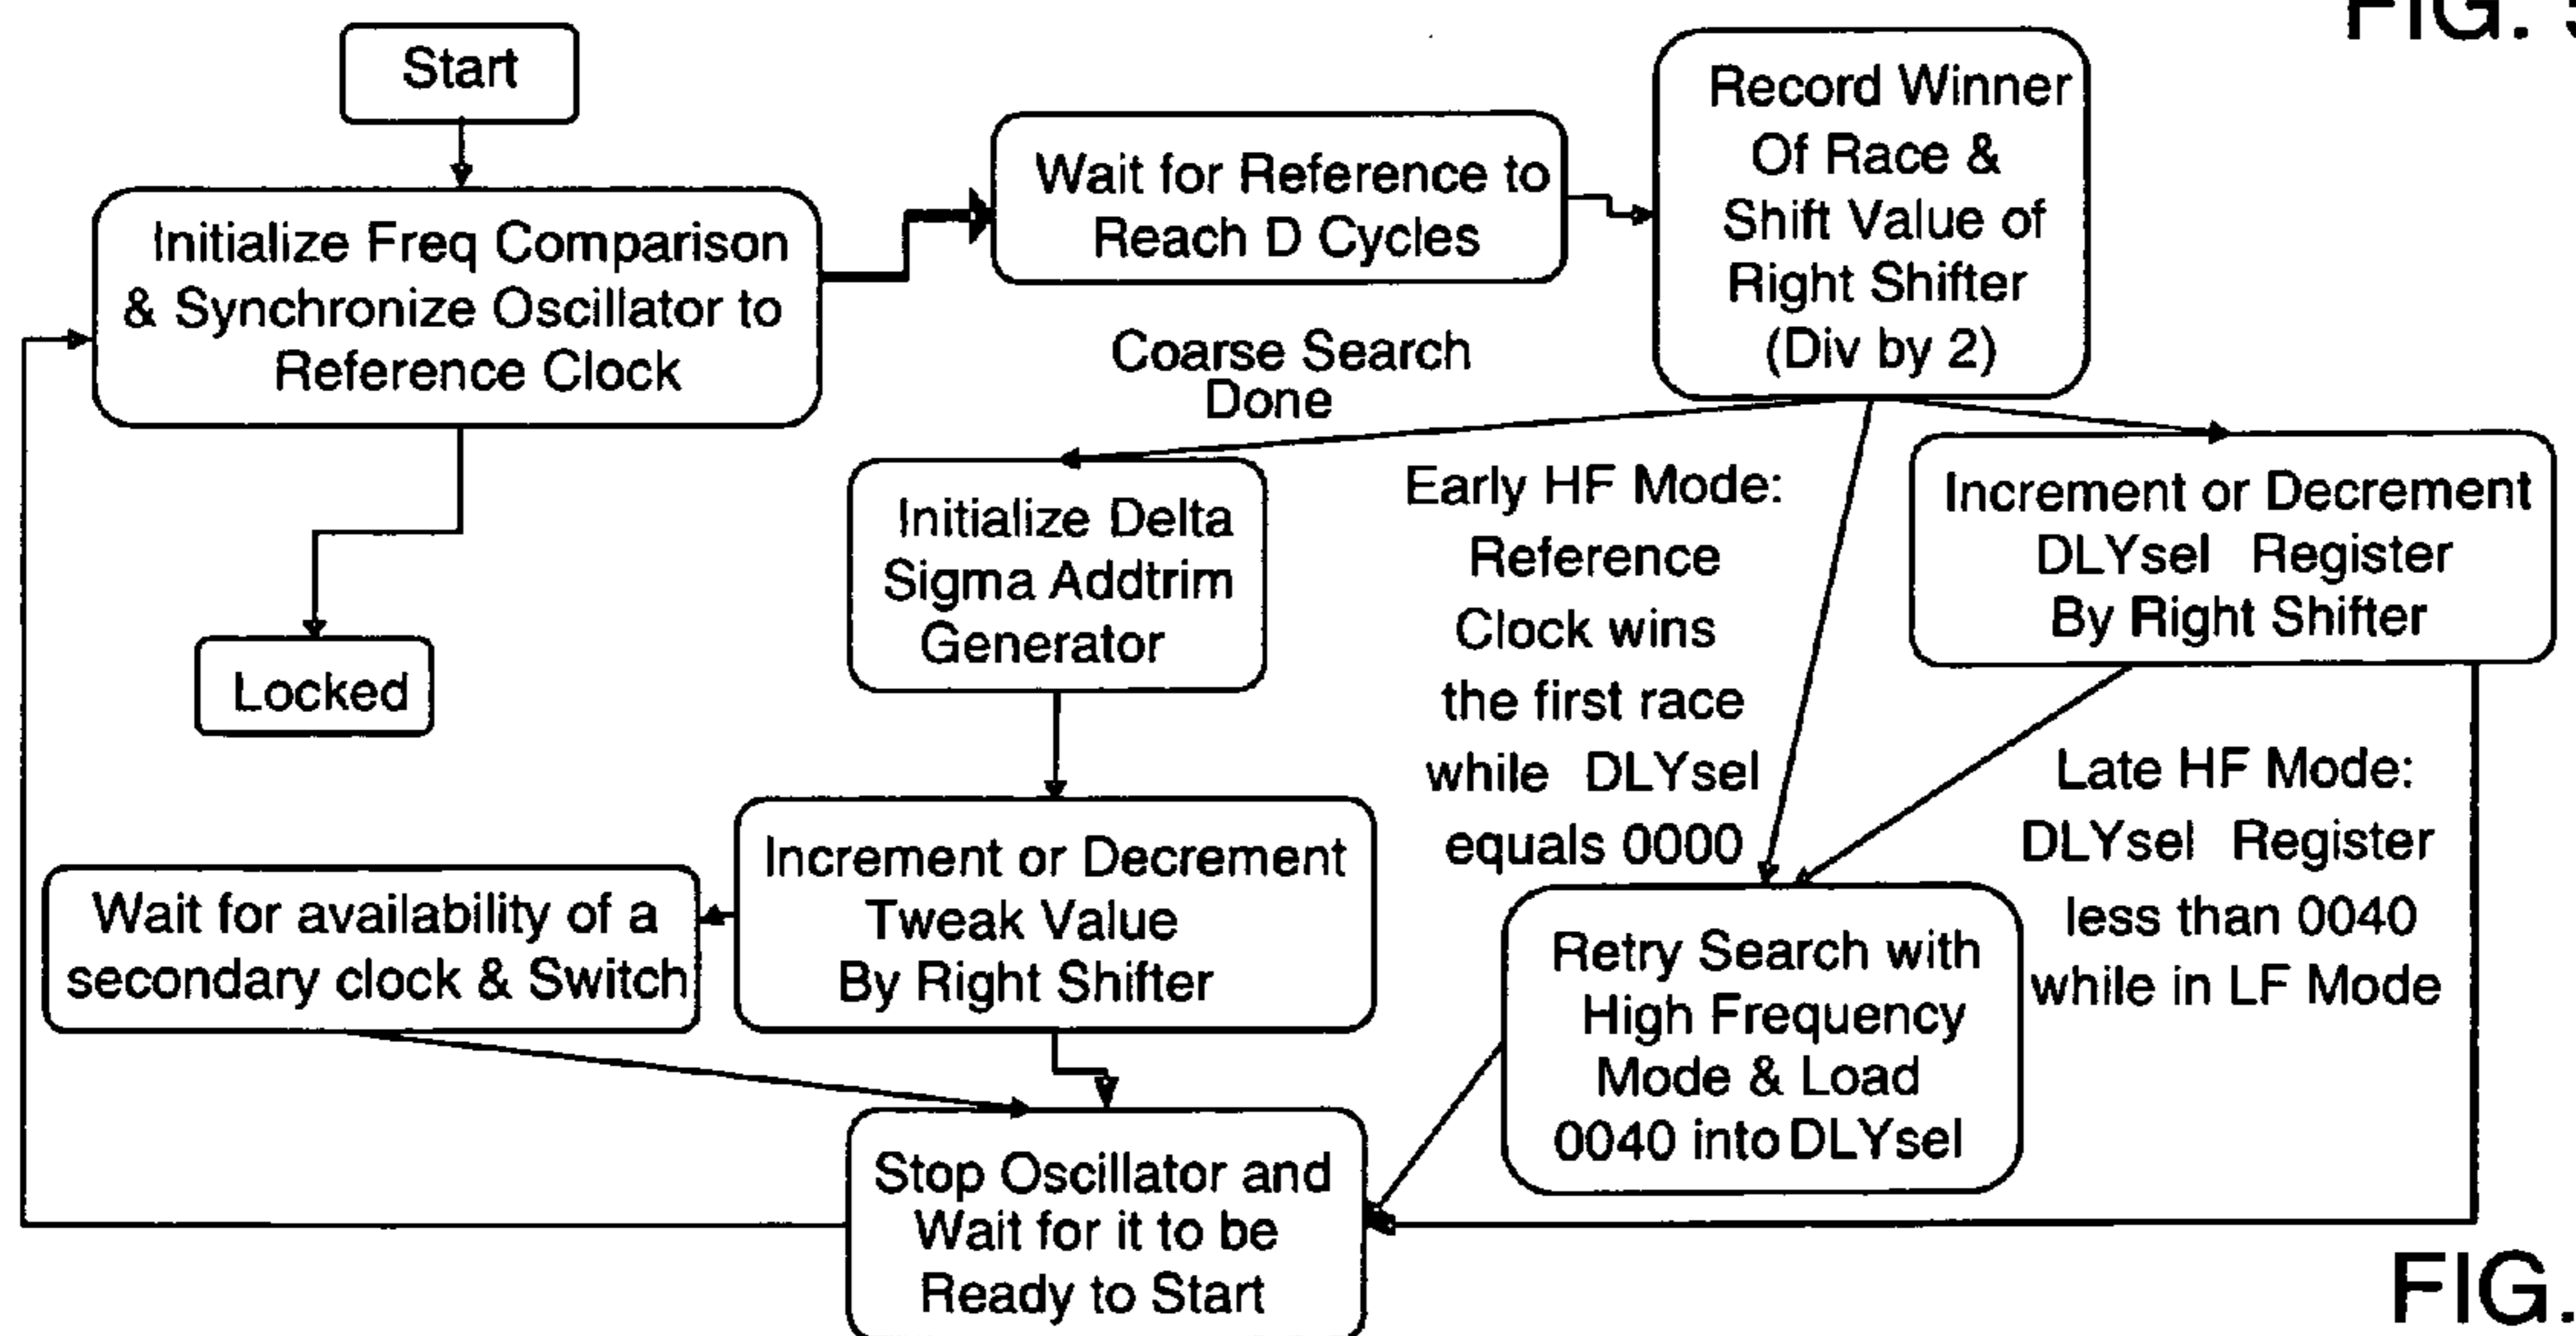 FIG.
Start
Initialize Freq Comparison
& Synchronize Oscillator to
Reference Clock
Wait for Reference to
Reach D Cycles
Record Winner
Of Race &
Shift Value of
Right Shifter
(Div by 2)
Coarse Search
Done
Locked
Initialize Delta
Sigma Addtrim
Generator
Early HF Mode:
Reference
Clock wins
the first race
while DLYsel
equals 0000
Increment or Decrement
DLYsel Register
By Right Shifter
Late HF Mode:
DLYsel Register
less than 0040
while in LF Mode
Wait for availability of a
secondary clock & Switch
Increment or Decrement
Tweak Value
By Right Shifter
Retry Search with
High Frequency
Mode & Load
0040 into DLYsel
Stop Oscillator and
Wait for it to be
Ready to Start
FIG.